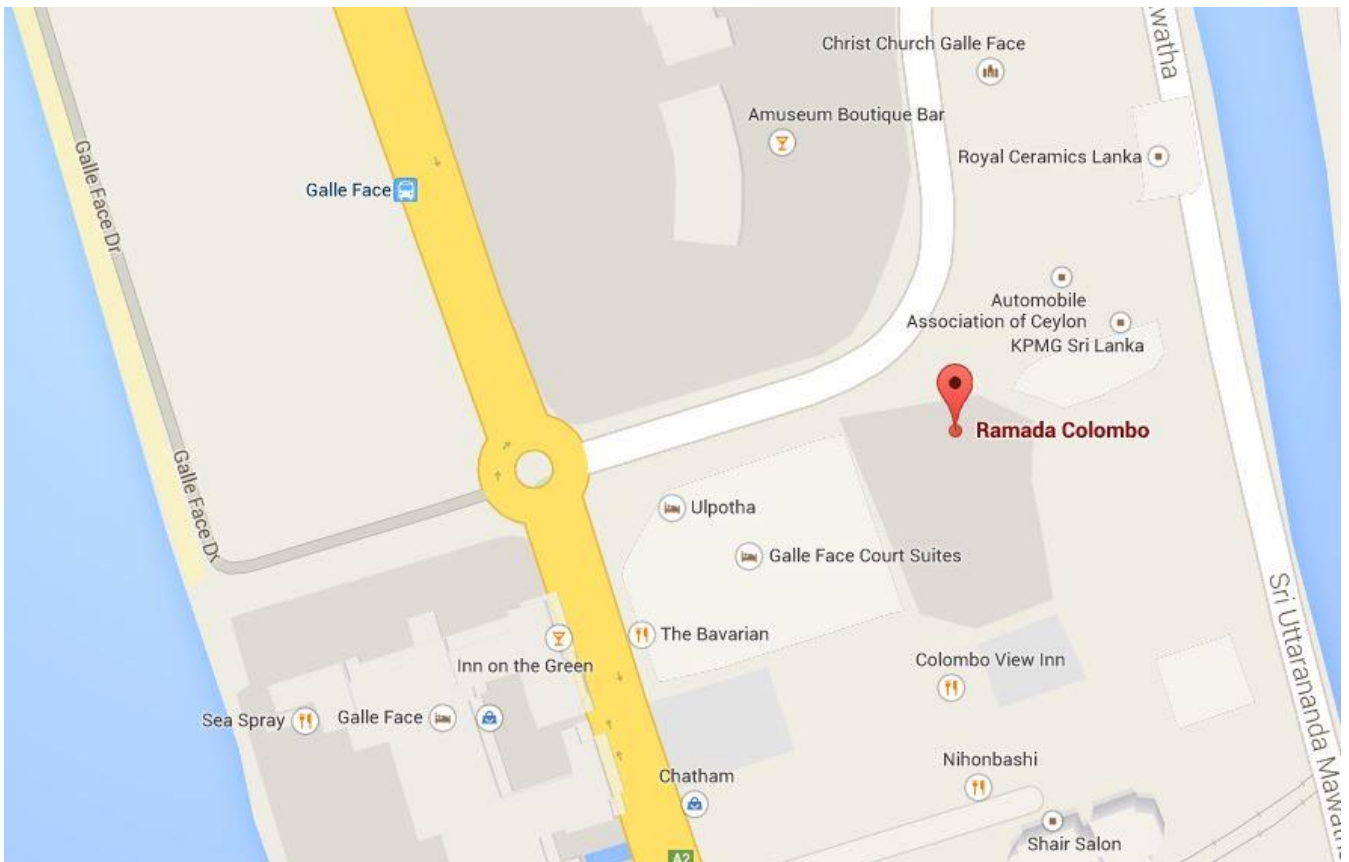 Christ Church Galle Face
Amuseum Boutique Bar
Royal Ceramics Lanka
Galle Face
Galle Face Dr
Automobile
Association of Ceylon
KPMG Sri Lanka
Ramada Colombo
Galle Face Dr
Ulpotha
Galle Face Court Suites
The Bavarian
Inn on the Green
Colombo View Inn
Sea Spray
Galle Face
Sri Uttarananda Mawath
Nihonbashi
Chatham
Shair Salon
A2
awatha